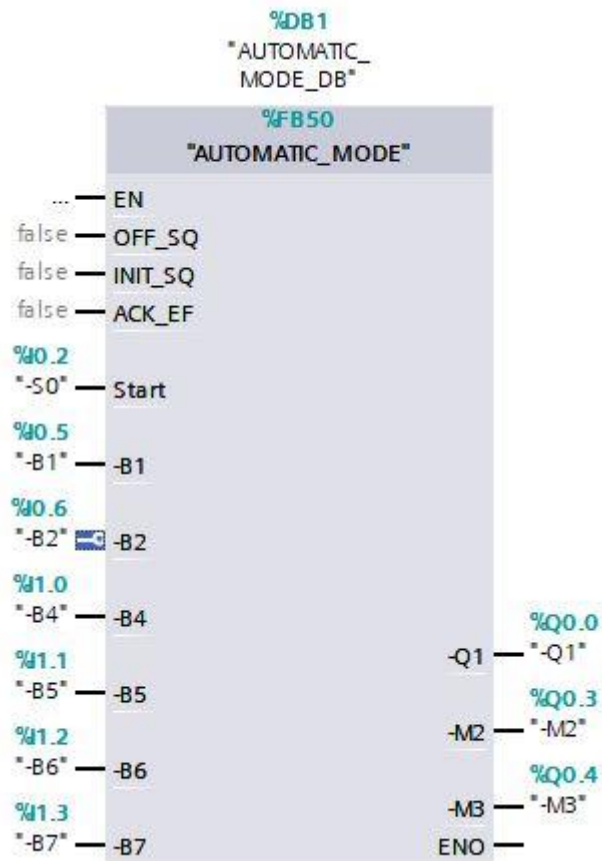 %DB1
"AUTOMATIC_
MODE_DB"
%FB50
"AUTOMATIC_MODE"
... EN
false OFF_SQ
false INIT_SQ
false ACK_EF
%I0.2
"-S0" Start
%I0.5
"-B1" -B1
%I0.6
"-B2" -B2
%I1.0
"-B4" -B4
%Q0.0
-Q1 "-Q1"
%I1.1
"-B5" -B5
%Q0.3
-M2 "-M2"
%I1.2
"-B6" -B6
%Q0.4
-M3 "-M3"
%I1.3
"-B7" -B7
ENO